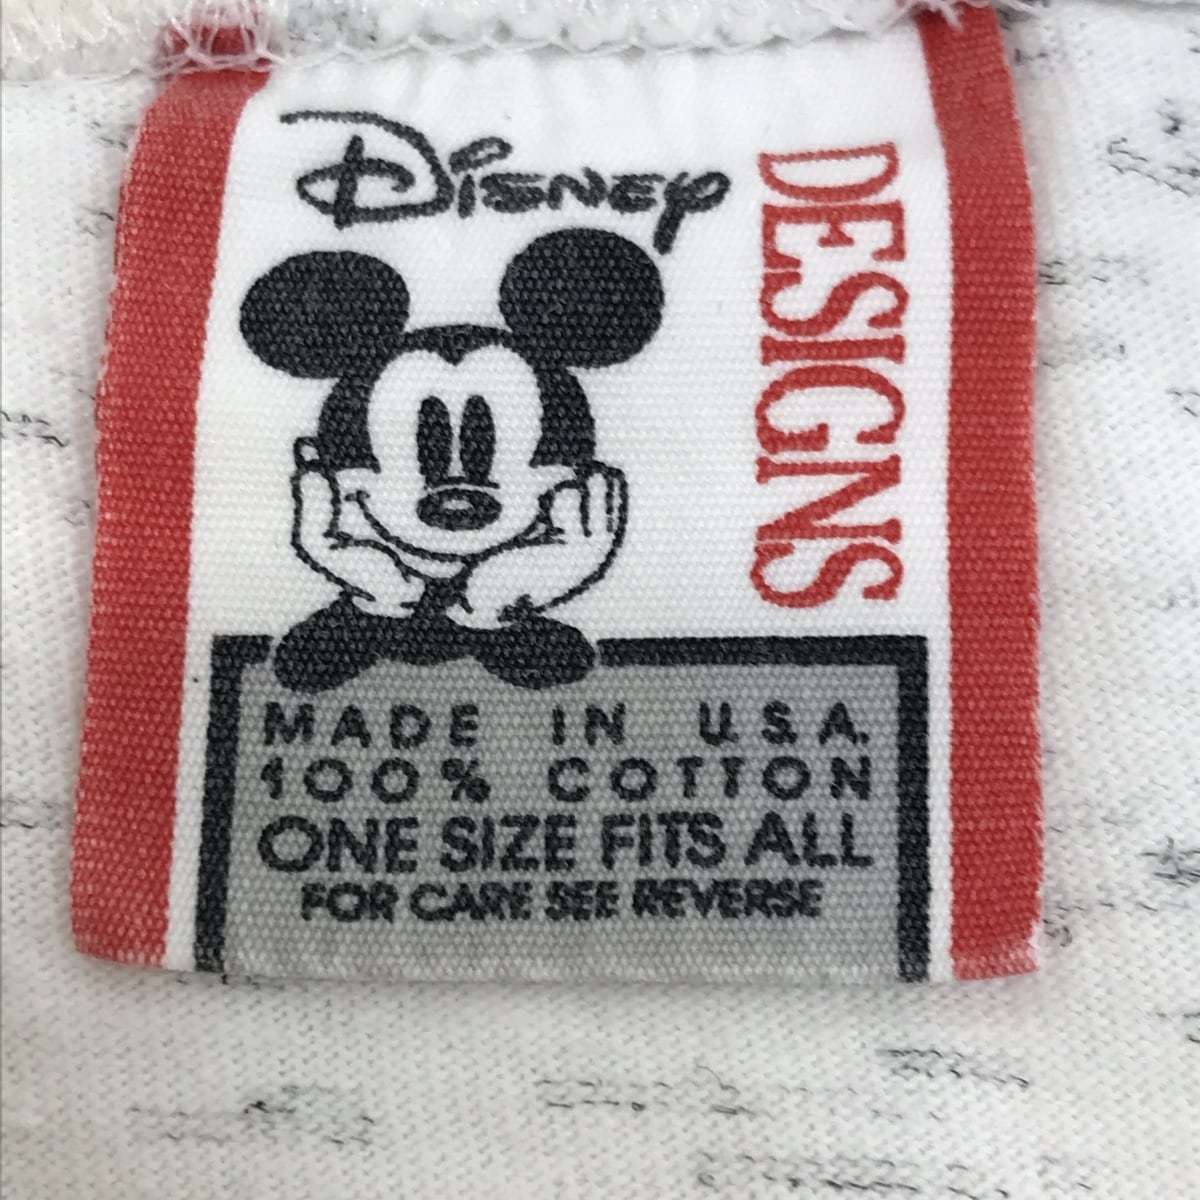 Disney
DESIGNS
MADE IN U.S.A.
100% COTTON
ONE SIZE FITS ALL
FOR CARE SEE REVERSE